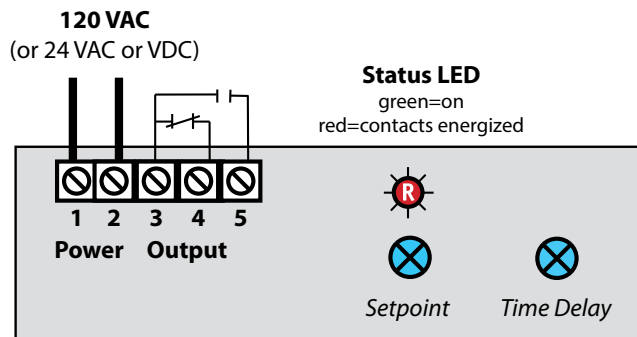 120 VAC
(or 24 VAC or VDC)
Status LED
green=on
red=contacts energized
R
1 2 3 4 5
Power Output
Setpoint Time Delay